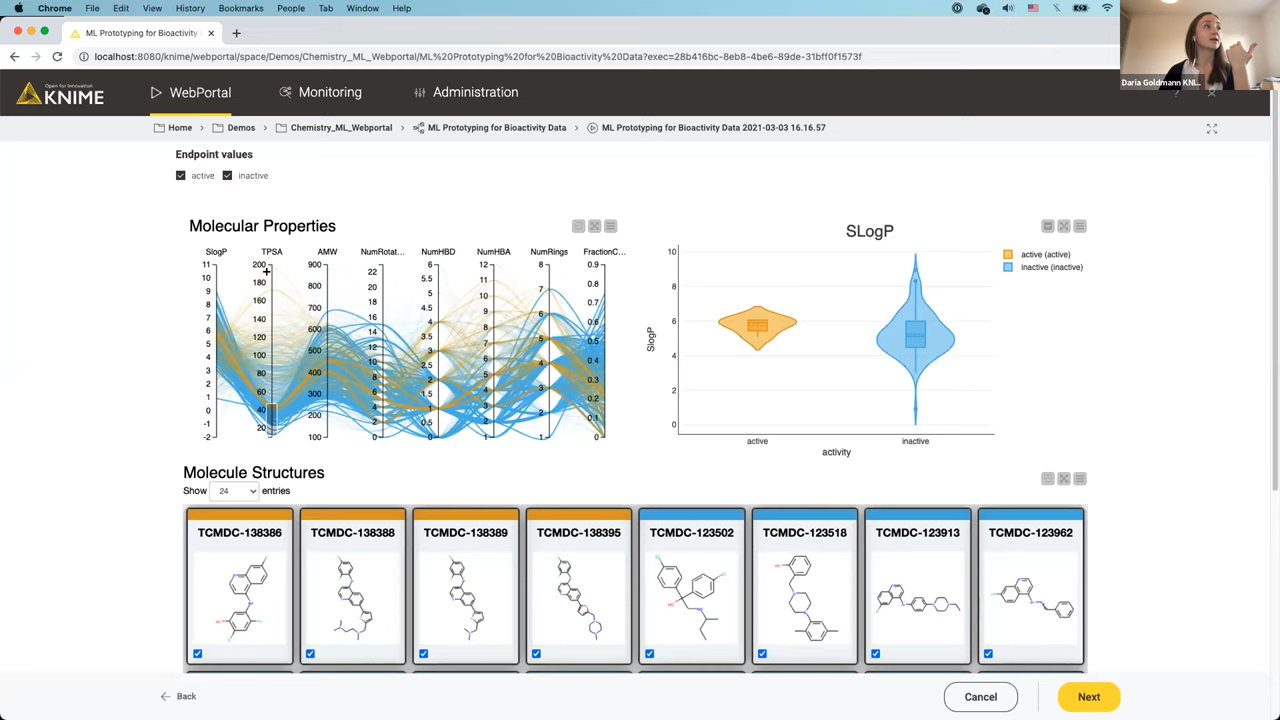 Chrome File Edit View History Bookmarks People Tab Window Help
ML Prototyping for Bioactivity
localhost:8080/knime/webportal/space/Demos/Chemistry_ML_Webportal/ML%20Prototyping%20for%20Bioactivity%20Data?exec=28b416bc-8eb8-4be6-89de-31bff0f1573f
Daria Goldmann KNI...
Open for Innovation
KNIME
WebPortal Monitoring Administration
Home > Demos > Chemistry_ML_Webportal > ML Prototyping for Bioactivity Data > ML Prototyping for Bioactivity Data 2021-03-03 16.16.57
Endpoint values
active inactive
Molecular Properties
SlogP TPSA AMW NumRotat... NumHBD NumHBA NumRings FractionC...
11 10 9 8 7 6 5 4 3 2 1 0 -1 -2
200 180 160 140 120 100 80 60 40 20
900 800 700 600 500 400 300 200 100
22 20 18 16 14 12 10 8 6 4 2 0
6 5.5 5 4.5 4 3.5 3 2.5 2 1.5 1 0.5 0
12 11 10 9 8 7 6 5 4 3 2 1
8 7 6 5 4 3 2 1
0.9 0.8 0.7 0.6 0.5 0.4 0.3 0.2 0.1 0
SLogP
active (active)
inactive (inactive)
SlogP
10
8
6
4
2
0
active inactive
activity
Molecule Structures
Show 24 entries
TCMDC-138386 TCMDC-138388 TCMDC-138389 TCMDC-138395 TCMDC-123502 TCMDC-123518 TCMDC-123913 TCMDC-123962
Back Cancel Next